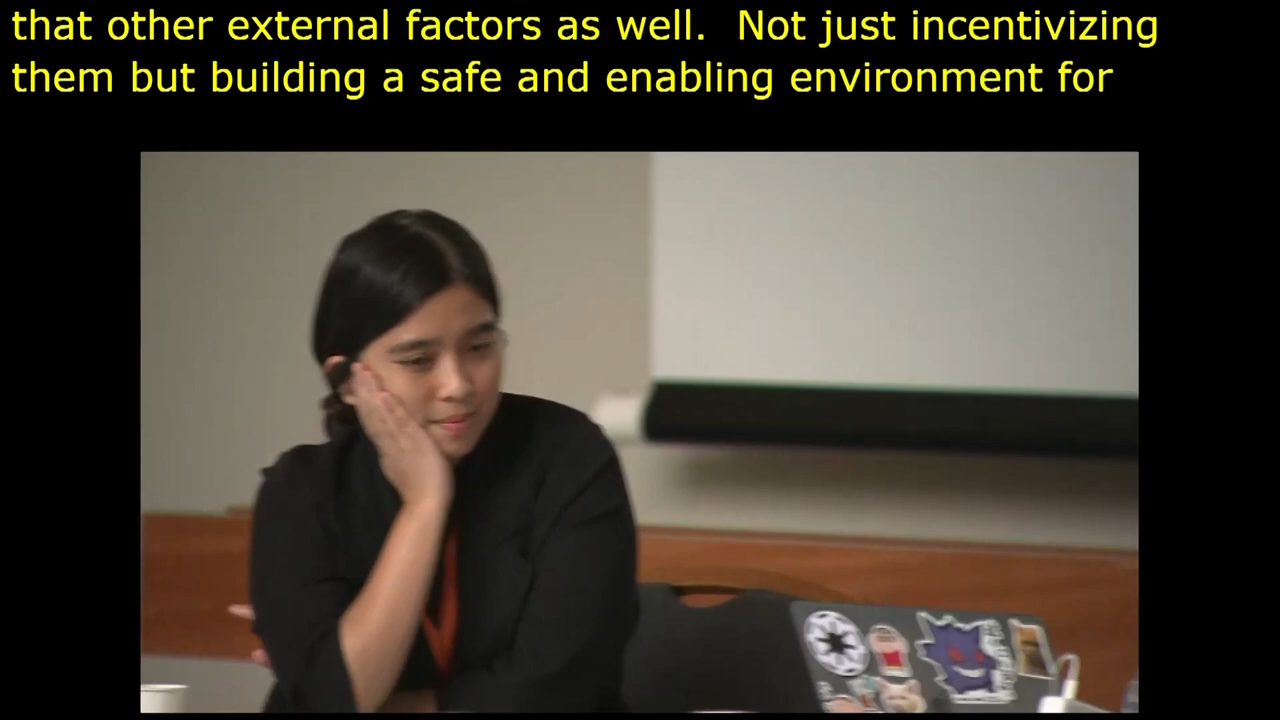 that other external factors as well.  Not just incentivizing
them but building a safe and enabling environment for